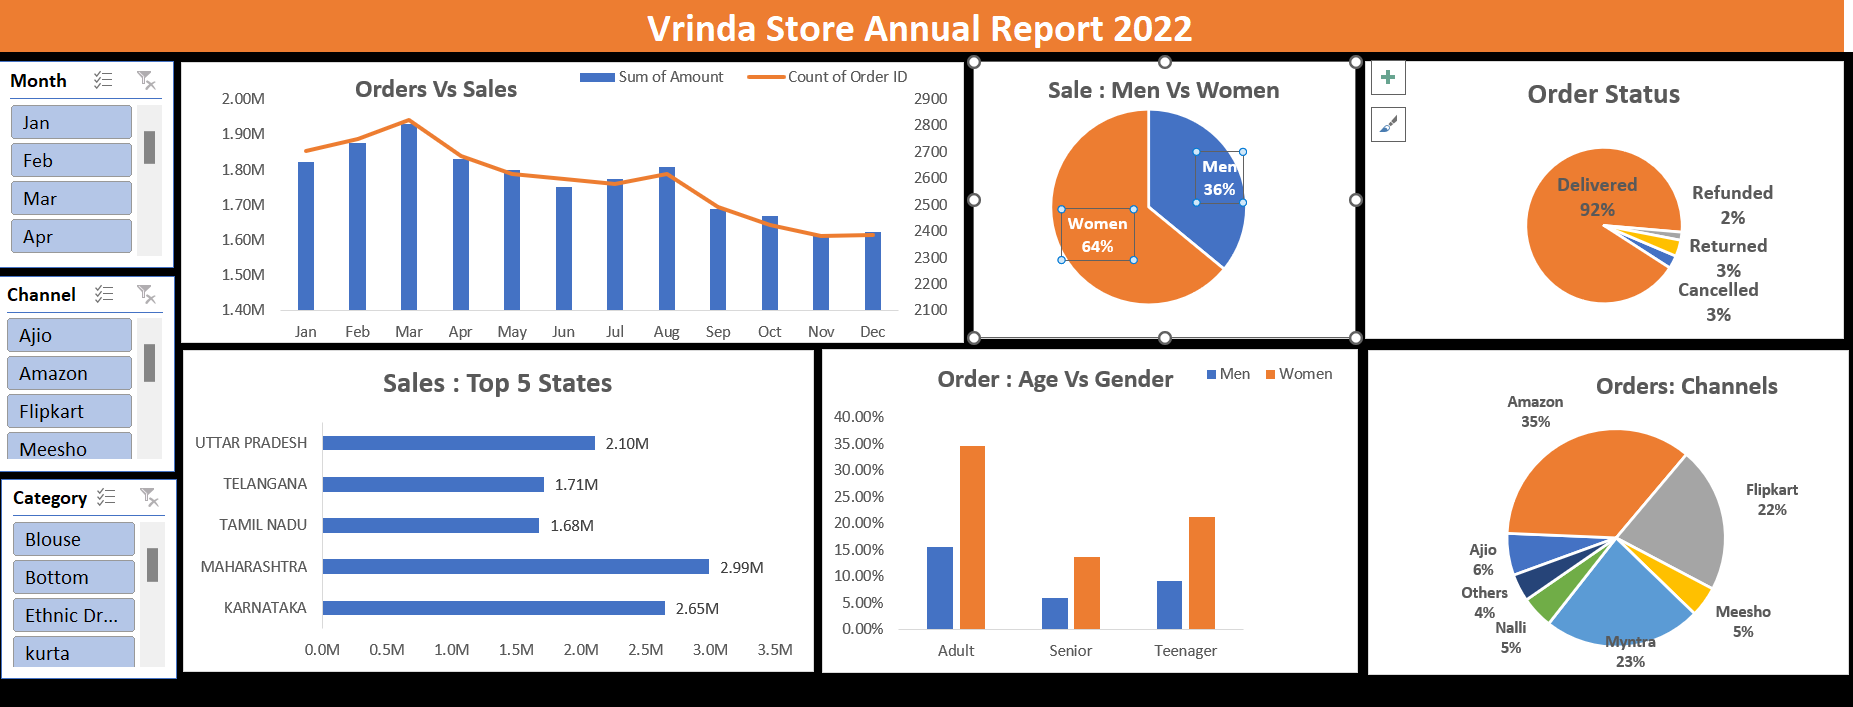 Vrinda Store Annual Report 2022
Month
Jan
Feb
Mar
Apr
Channel
Ajio
Amazon
Flipkart
Meesho
Category
Blouse
Bottom
Ethnic Dr...
kurta
Orders Vs Sales
Sum of Amount
Count of Order ID
2.00M
1.90M
1.80M
1.70M
1.60M
1.50M
1.40M
2900
2800
2700
2600
2500
2400
2300
2200
2100
Jan Feb Mar Apr May Jun Jul Aug Sep Oct Nov Dec
Sale : Men Vs Women
Men
36%
Women
64%
Order Status
Delivered
92%
Refunded
2%
Returned
3%
Cancelled
3%
Sales : Top 5 States
UTTAR PRADESH 2.10M
TELANGANA 1.71M
TAMIL NADU 1.68M
MAHARASHTRA 2.99M
KARNATAKA 2.65M
0.0M 0.5M 1.0M 1.5M 2.0M 2.5M 3.0M 3.5M
Order : Age Vs Gender
Men Women
40.00%
35.00%
30.00%
25.00%
20.00%
15.00%
10.00%
5.00%
0.00%
Adult Senior Teenager
Orders: Channels
Amazon
35%
Flipkart
22%
Meesho
5%
Myntra
23%
Nalli
5%
Others
4%
Ajio
6%